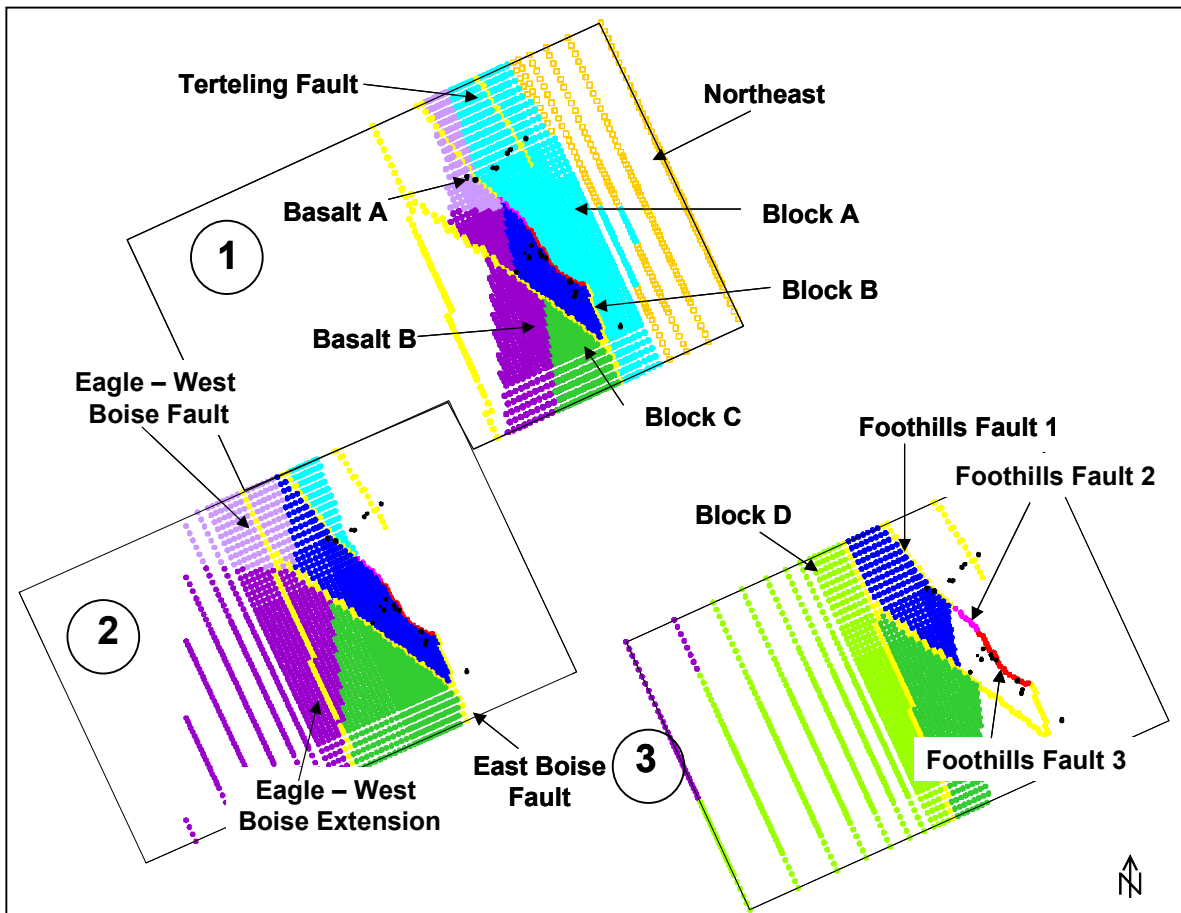 Terteling Fault
Northeast
Basalt A
Block A
1
Block B
Basalt B
Eagle – West
Boise Fault
Block C
Foothills Fault 1
Foothills Fault 2
Block D
2
3
East Boise
Fault
Foothills Fault 3
Eagle – West
Boise Extension
N